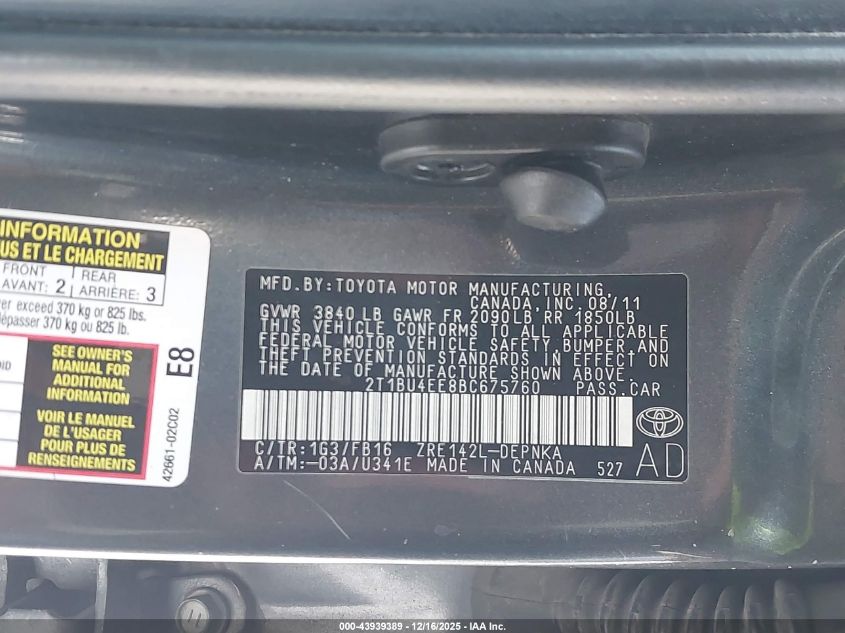 INFORMATION
US ET LE CHARGEMENT
FRONT REAR
AVANT: 2 ARRIÈRE: 3
er exceed 370 kg or 825 lbs.
dépasser 370 kg ou 825 lb.
SEE OWNER'S
MANUAL FOR
ADDITIONAL
INFORMATION
VOIR LE MANUEL
DE L'USAGER
POUR PLUS DE
RENSEIGNEMENTS
E8
42661-02C02
MFD. BY: TOYOTA MOTOR MANUFACTURING,
CANADA, INC. 08/11
GVWR 3840 LB GAWR FR 2090LB RR 1850LB
THIS VEHICLE CONFORMS TO ALL APPLICABLE
FEDERAL MOTOR VEHICLE SAFETY, BUMPER, AND
THEFT PREVENTION STANDARDS IN EFFECT ON
THE DATE OF MANUFACTURE SHOWN ABOVE.
2T1BU4EE8BC675760 PASS. CAR
C/TR: 1G3/FB16 ZRE142L-DEPNKA
A/TM: -03A/U341E MADE IN CANADA 527
AD
000-43939389 - 12/16/2025 - IAA Inc.